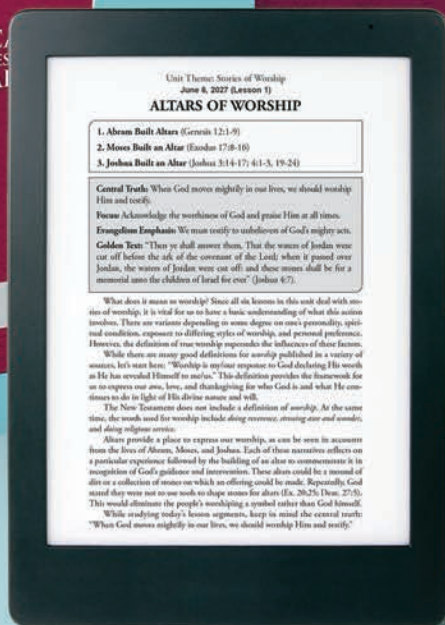 Unit Theme: Stories of Worship
June 6, 2027 (Lesson 1)
ALTARS OF WORSHIP
1. Abram Built Altars (Genesis 12:1-9)
2. Moses Built an Altar (Exodus 17:8-16)
3. Joshua Built an Altar (Joshua 3:14-17; 4:1-3, 19-24)
Central Truth: When God moves mightily in our lives, we should worship
Him and testify.
Focus: Acknowledge the worthiness of God and praise Him at all times.
Evangelism Emphasis: We must testify to unbelievers of God's mighty acts.
Golden Text: "Then ye shall answer them, That the waters of Jordan were
cut off before the ark of the covenant of the Lord; when it passed over
Jordan, the waters of Jordan were cut off: and these stones shall be for a
memorial unto the children of Israel for ever" (Joshua 4:7).
What does it mean to worship? Since all six lessons in this unit deal with sto-
ries of worship, it is vital for us to have a basic understanding of what this action
involves. There are variants depending to some degree on one's personality, spiri-
tual condition, exposure to differing styles of worship, and personal preference.
However, the definition of true worship supersedes the influences of these factors.
While there are many good definitions for worship published in a variety of
sources, let's start here: "Worship is my/our response to God declaring His worth
as He has revealed Himself to me/us." This definition provides the framework for
us to express our awe, love, and thanksgiving for who God is and what He con-
tinues to do in light of His divine nature and will.
The New Testament does not include a definition of worship. At the same
time, the words used for worship include doing reverence, stressing awe and wonder,
and doing religious service.
Altars provide a place to express our worship, as can be seen in accounts
from the lives of Abram, Moses, and Joshua. Each of these narratives reflects on
a particular experience followed by the building of an altar to commemorate it in
recognition of God's guidance and intervention. These altars could be a mound of
dirt or a collection of stones on which an offering could be made. Repeatedly, God
stated they were not to use tools to shape stones for altars (Ex. 20:25; Deut. 27:5).
This would eliminate the people's worshiping a symbol rather than God himself.
While studying today's lesson segments, keep in mind the central truth:
"When God moves mightily in our lives, we should worship Him and testify."